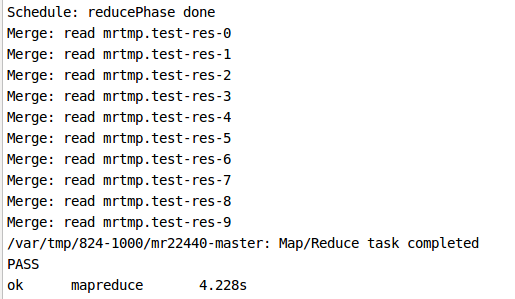 Schedule: reducePhase done
Merge: read mrtmp.test-res-0
Merge: read mrtmp.test-res-1
Merge: read mrtmp.test-res-2
Merge: read mrtmp.test-res-3
Merge: read mrtmp.test-res-4
Merge: read mrtmp.test-res-5
Merge: read mrtmp.test-res-6
Merge: read mrtmp.test-res-7
Merge: read mrtmp.test-res-8
Merge: read mrtmp.test-res-9
/var/tmp/824-1000/mr22440-master: Map/Reduce task completed
PASS
ok      mapreduce       4.228s